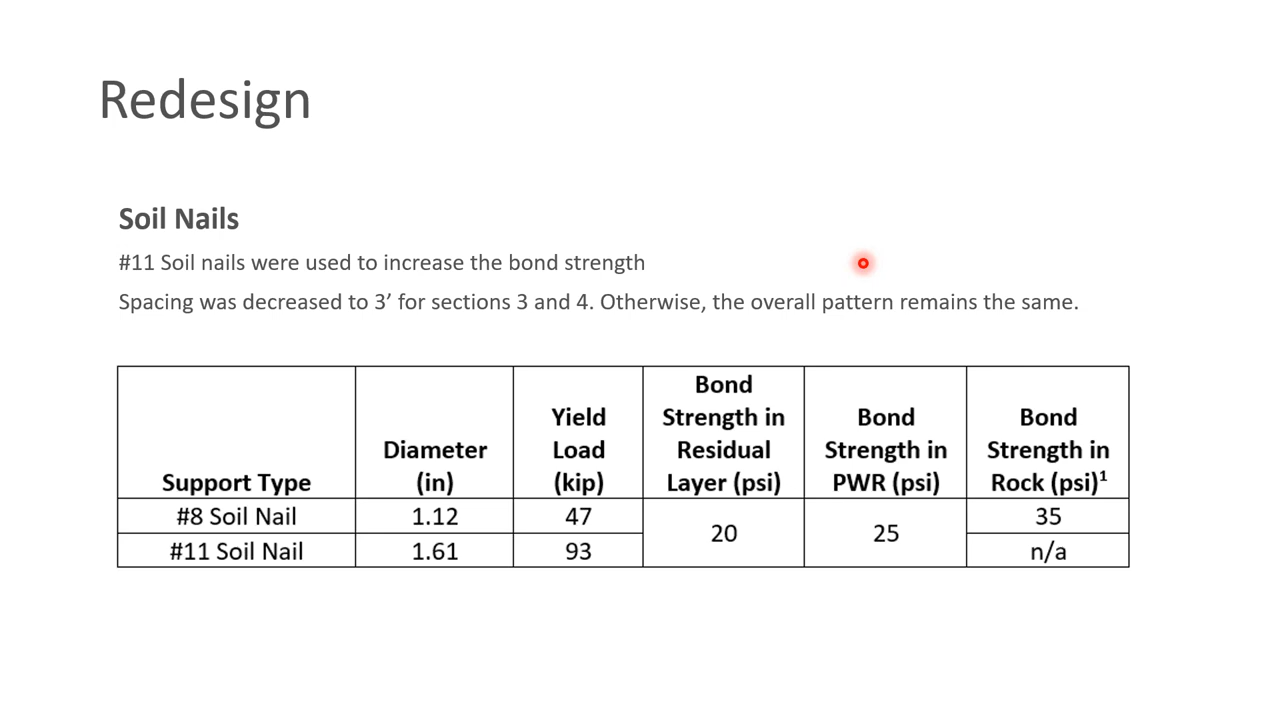 Redesign
Soil Nails
#11 Soil nails were used to increase the bond strength
Spacing was decreased to 3’ for sections 3 and 4. Otherwise, the overall pattern remains the same.
Support Type
Diameter
(in)
Yield
Load
(kip)
Bond
Strength in
Residual
Layer (psi)
Bond
Strength in
PWR (psi)
Bond
Strength in
Rock (psi)¹
#8 Soil Nail 1.12 47 20 25 35
#11 Soil Nail 1.61 93 n/a